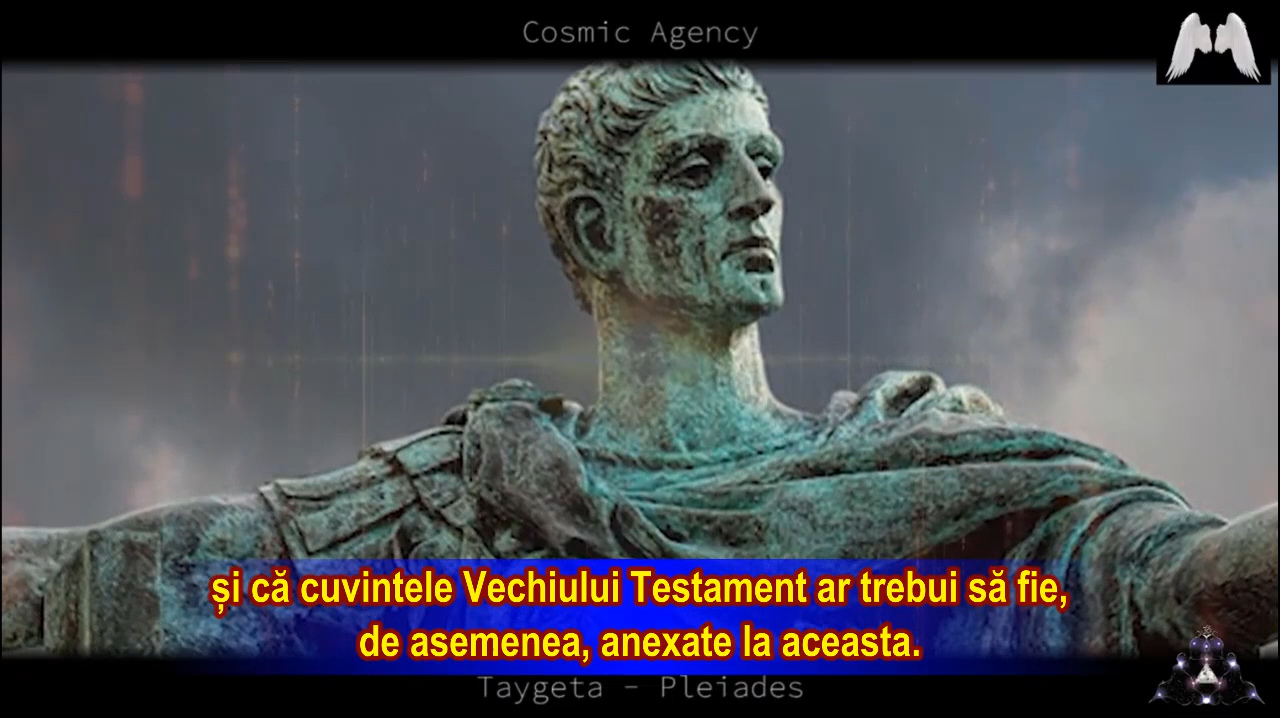 Cosmic Agency
și că cuvintele Vechiului Testament ar trebui să fie,
de asemenea, anexate la aceasta.
Taygeta - Pleiades